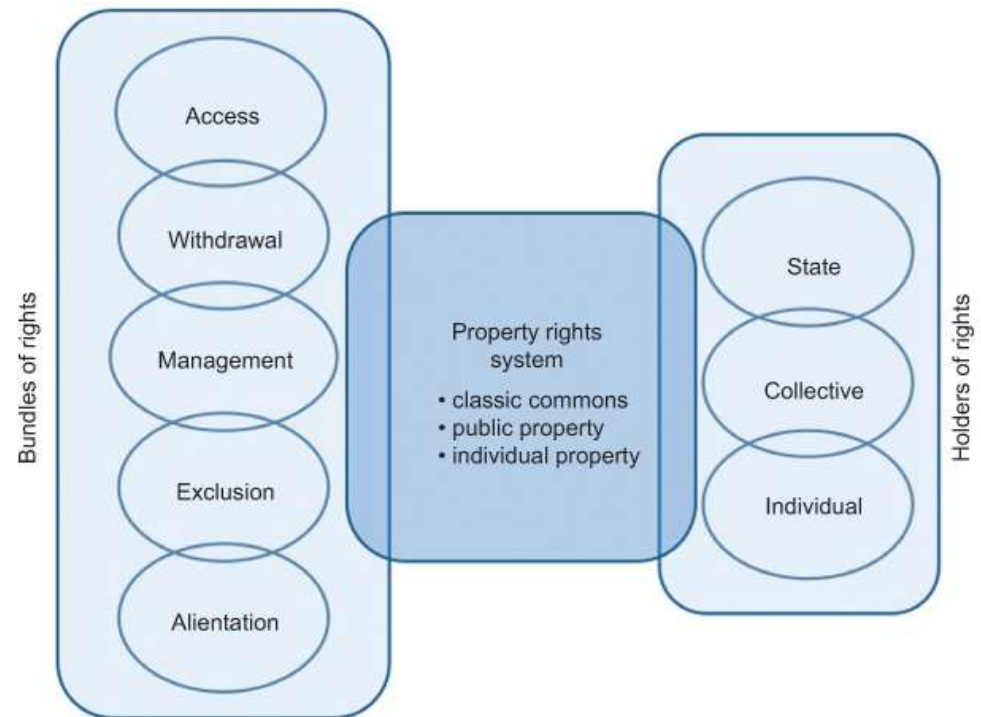 Bundles of rights
Access
Withdrawal
Management
Exclusion
Alientation
Property rights
system
• classic commons
• public property
• individual property
State
Collective
Individual
Holders of rights